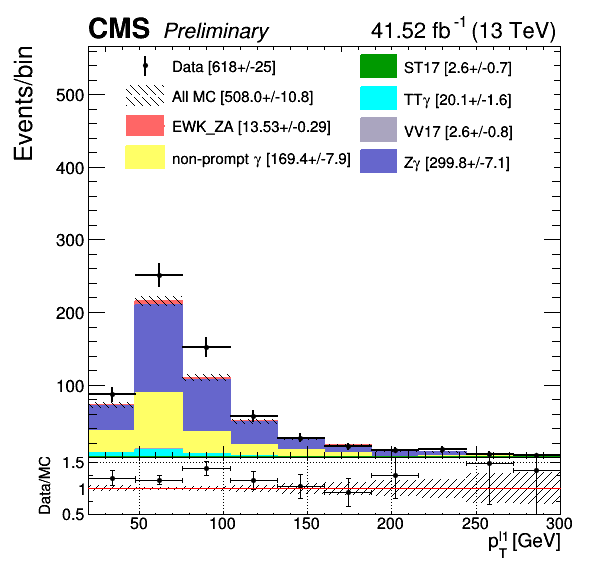 CMS Preliminary 41.52 fb⁻¹ (13 TeV)
Events/bin
Data [618+/-25]
All MC [508.0+/-10.8]
EWK_ZA [13.53+/-0.29]
non-prompt γ [169.4+/-7.9]
ST17 [2.6+/-0.7]
TTγ [20.1+/-1.6]
VV17 [2.6+/-0.8]
Zγ [299.8+/-7.1]
500
400
300
200
100
Data/MC
1.5
1
0.5
50 100 150 200 250 300
p_T^l1 [GeV]